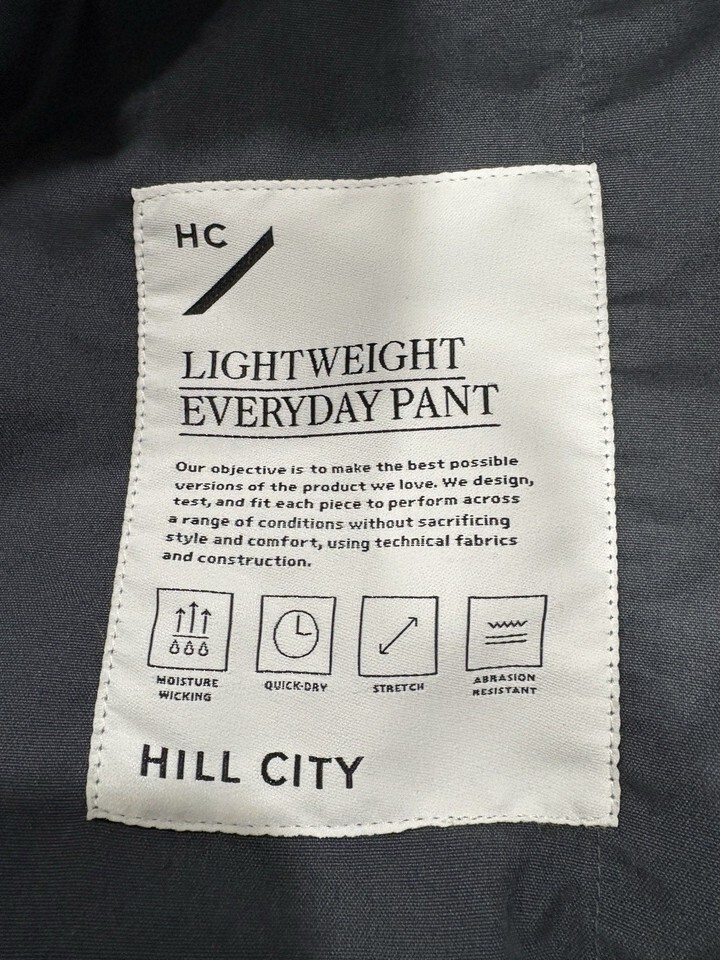 HC
LIGHTWEIGHT
EVERYDAY PANT
Our objective is to make the best possible
versions of the product we love. We design,
test, and fit each piece to perform across
a range of conditions without sacrificing
style and comfort, using technical fabrics
and construction.
MOISTURE WICKING
QUICK-DRY
STRETCH
ABRASION RESISTANT
HILL CITY